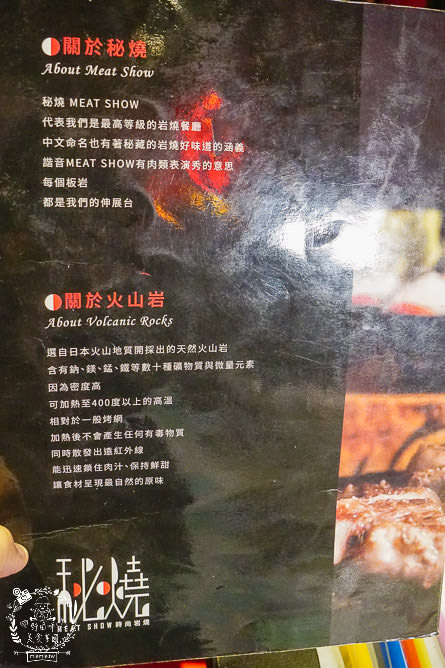 關於秘燒
About Meat Show
秘燒 MEAT SHOW
代表我們是最高等級的岩燒餐廳
中文命名也有著秘藏的岩燒好味道的涵義
諧音MEAT SHOW有肉類表演秀的意思
每個板岩
都是我們的伸展台
關於火山岩
About Volcanic Rocks
選自日本火山地質開採出的天然火山岩
含有鈉、鎂、錳、鐵等數十種礦物質與微量元素
因為密度高
可加熱至400度以上的高溫
相對於一般烤網
加熱後不會產生任何有毒物質
同時散發出遠紅外線
能迅速鎖住肉汁、保持鮮甜
讓食材呈現最自然的原味
秘燒
MEAT SHOW 時尚岩燒